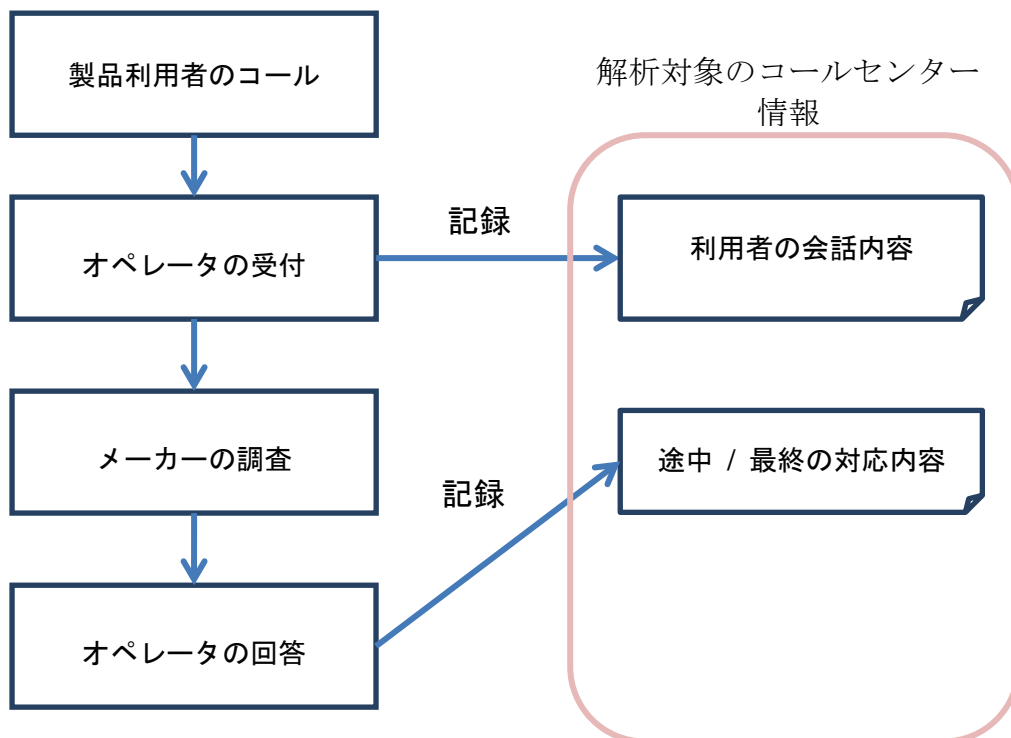 製品利用者のコール
解析対象のコールセンター
情報
オペレータの受付
記録
利用者の会話内容
メーカーの調査
記録
途中 / 最終の対応内容
オペレータの回答